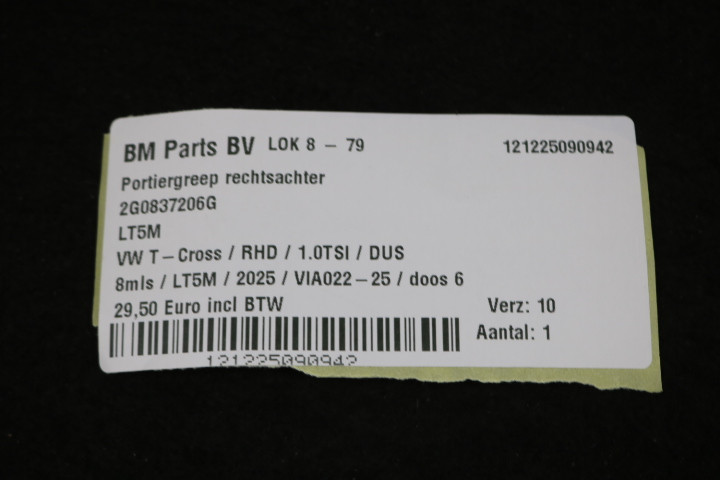 BM Parts BV LOK 8 - 79 121225090942
Portiergreep rechtsachter
2G0837206G
LT5M
VW T-Cross / RHD / 1.0TSI / DUS
8mls / LT5M / 2025 / VIA022-25 / doos 6
29,50 Euro incl BTW Verz: 10
Aantal: 1
121225090942